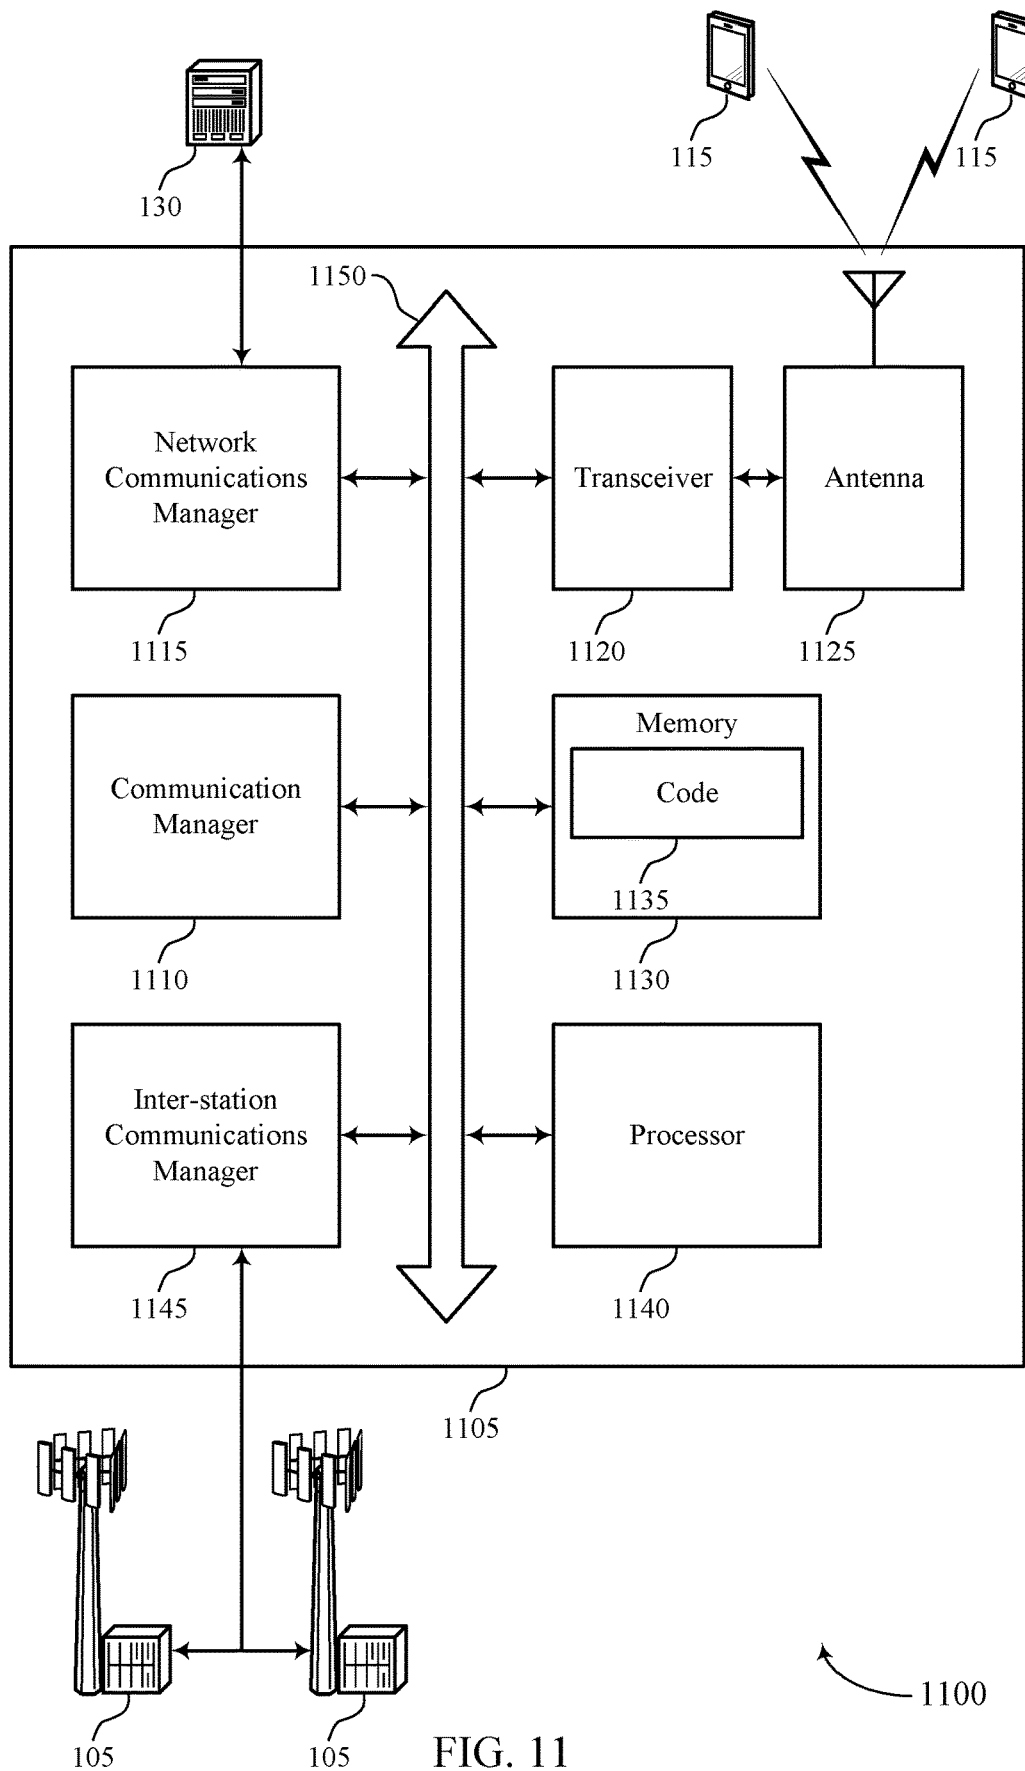 115
115
130
1150
Network
Communications
Manager
Transceiver
Antenna
1115
1120
1125
Memory
Code
Communication
Manager
1135
1110
1130
Inter-station
Communications
Manager
Processor
1145
1140
1105
1100
105
105
FIG. 11